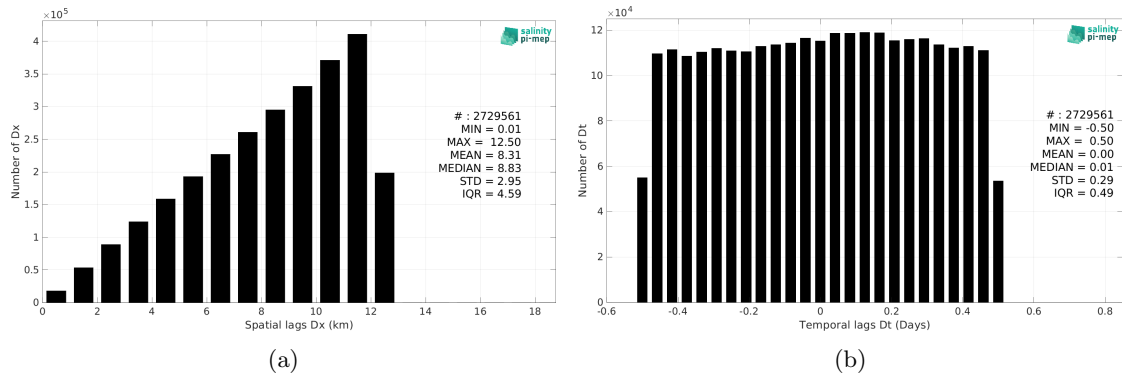 ×10⁵
4
3.5
3
2.5
2
1.5
1
0.5
0
0
2
4
6
8
10
12
14
16
18
Number of Dx
Spatial lags Dx (km)
salinity
pi-mep
# : 2729561
MIN = 0.01
MAX = 12.50
MEAN = 8.31
MEDIAN = 8.83
STD = 2.95
IQR = 4.59
(a)
×10⁴
12
10
8
6
4
2
0
-0.6
-0.4
-0.2
0
0.2
0.4
0.6
0.8
Number of Dt
Temporal lags Dt (Days)
salinity
pi-mep
# : 2729561
MIN = -0.50
MAX = 0.50
MEAN = 0.00
MEDIAN = 0.01
STD = 0.29
IQR = 0.49
(b)